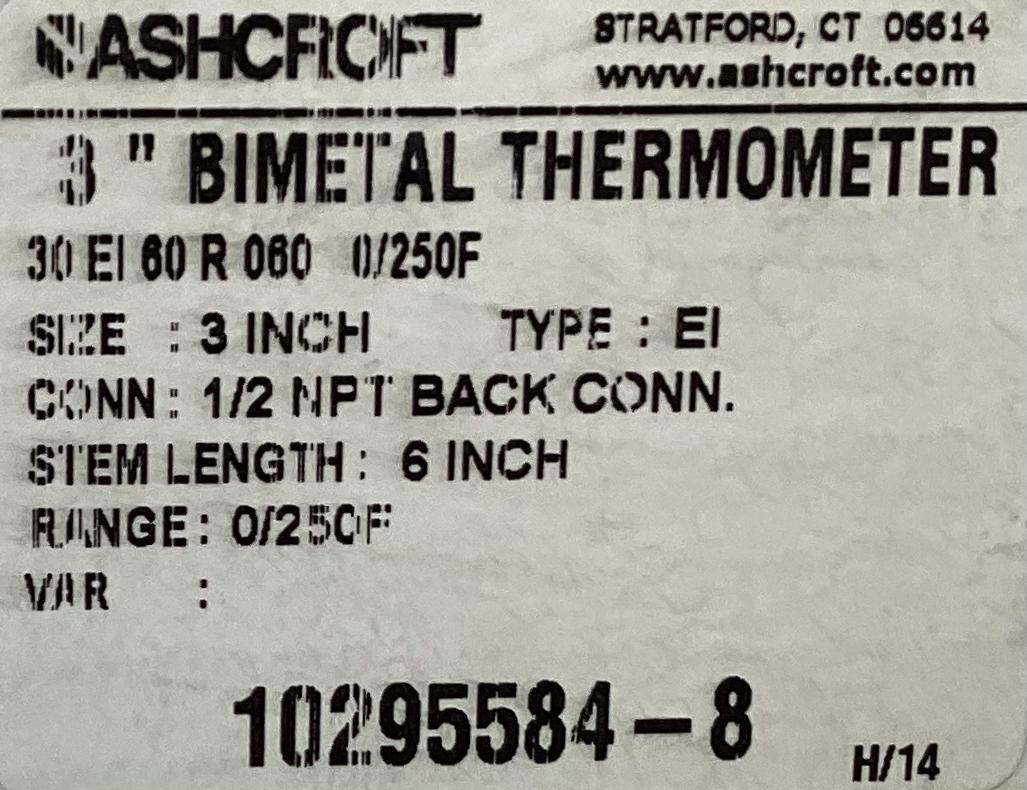 ASHCROFT
STRATFORD, CT 06614
www.ashcroft.com
3 " BIMETAL THERMOMETER
30 EI 60 R 060 0/250F
SIZE : 3 INCH TYPE : EI
CONN : 1/2 NPT BACK CONN.
STEM LENGTH : 6 INCH
RANGE : 0/250F
VAR :
10295584-8
H/14